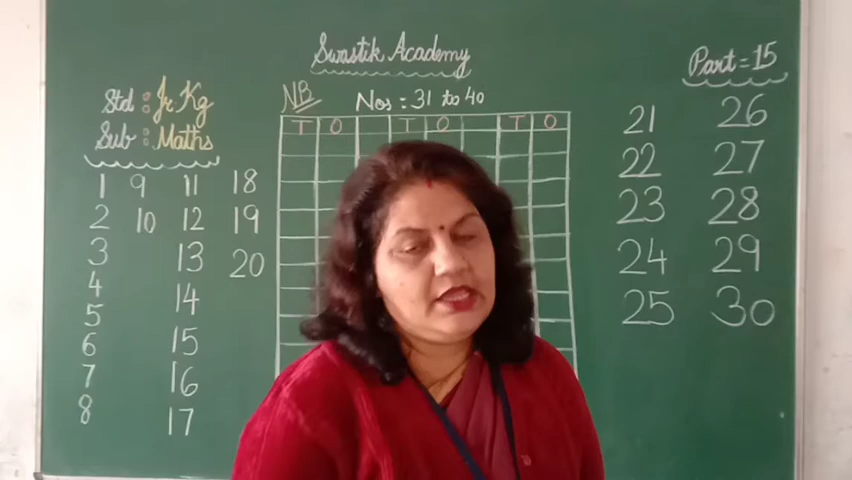 Swastik Academy
Part = 15
Std : Jr Kg
Sub : Maths
NB
Nos = 31 to 40
T O T O T O
1 9 11 18
2 10 12 19
3 13 20
4 14
5 15
6 16
7 17
8
21 26
22 27
23 28
24 29
25 30